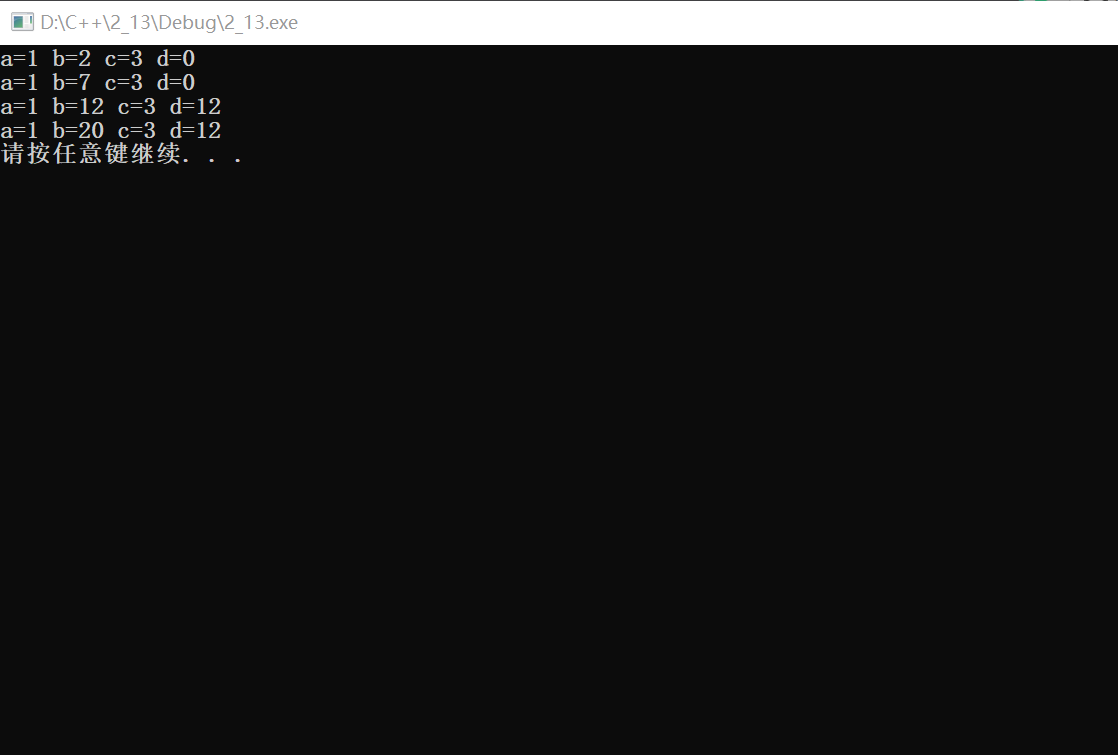 D:\C++\2_13\Debug\2_13.exe
a=1 b=2 c=3 d=0
a=1 b=7 c=3 d=0
a=1 b=12 c=3 d=12
a=1 b=20 c=3 d=12
请按任意键继续. . .